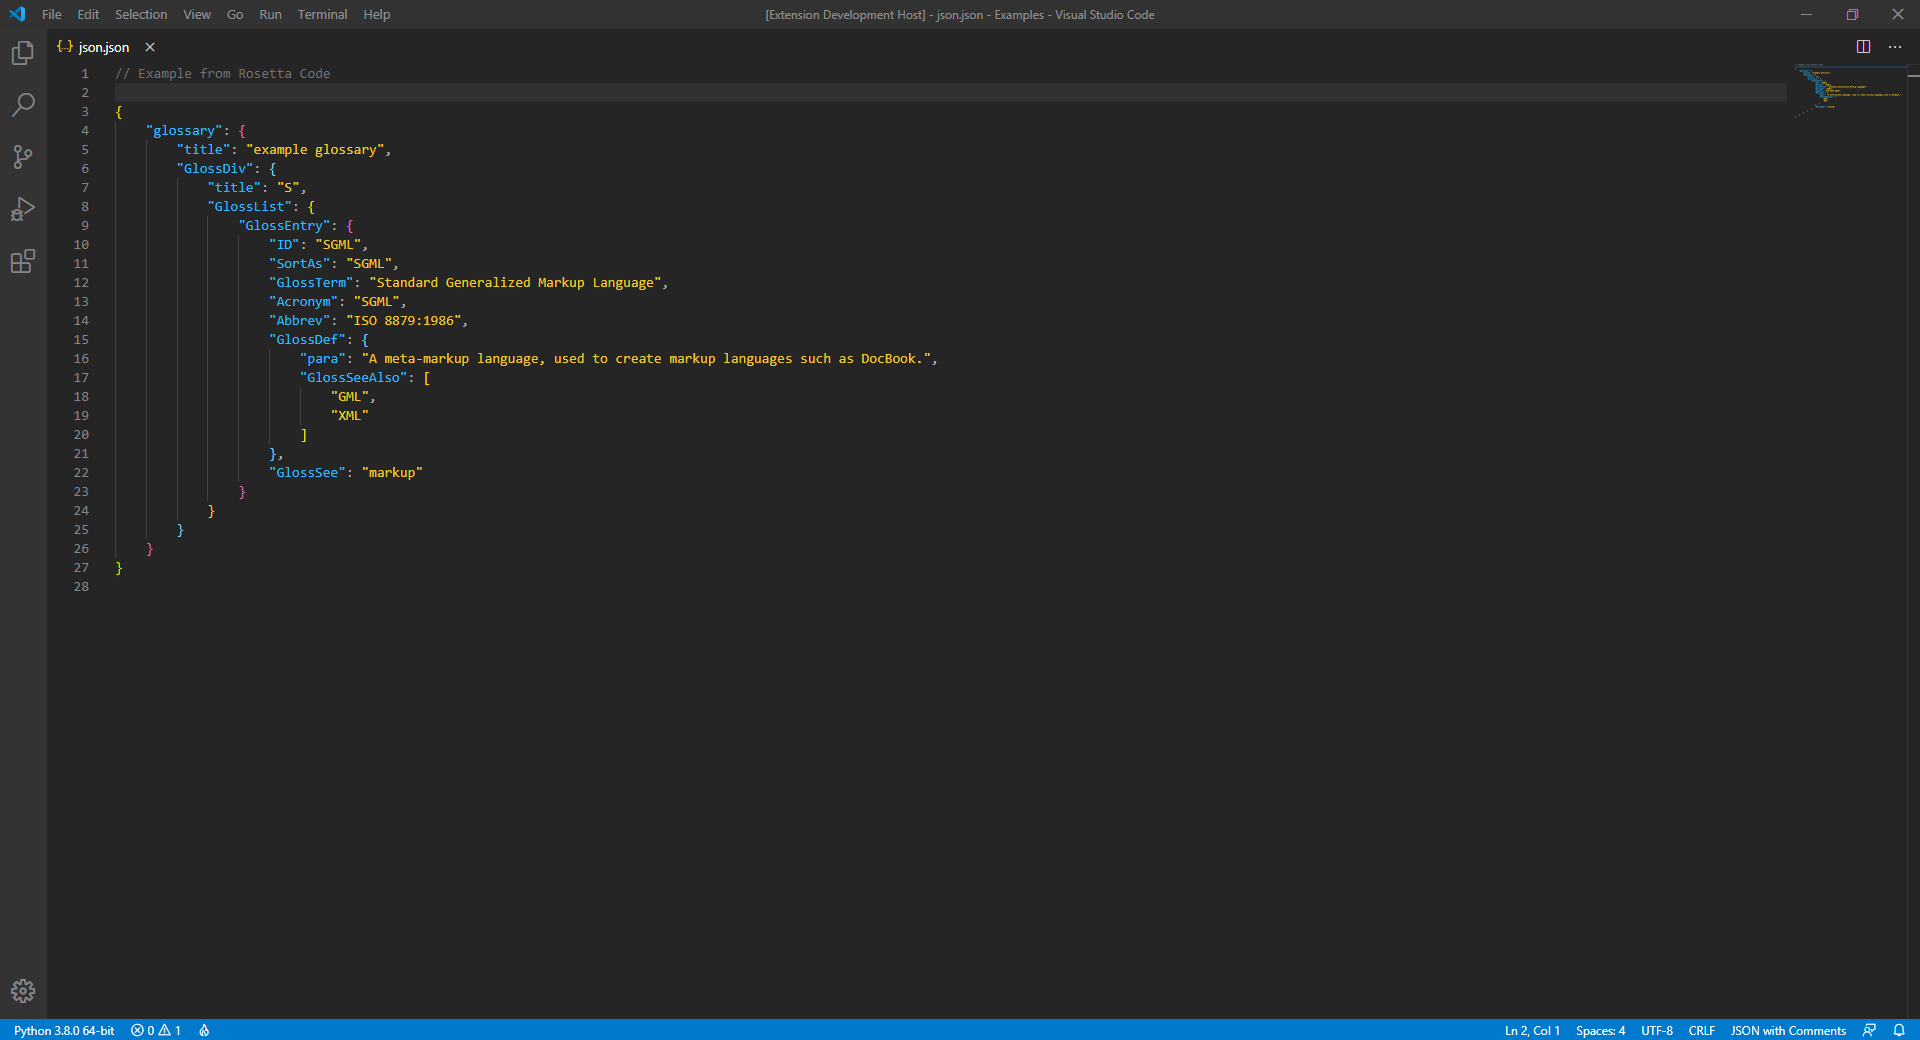 File Edit Selection View Go Run Terminal Help
[Extension Development Host] - json.json - Examples - Visual Studio Code
{..} json.json
1 // Example from Rosetta Code
2
3 {
4     "glossary": {
5         "title": "example glossary",
6         "GlossDiv": {
7             "title": "S",
8             "GlossList": {
9                 "GlossEntry": {
10                     "ID": "SGML",
11                     "SortAs": "SGML",
12                     "GlossTerm": "Standard Generalized Markup Language",
13                     "Acronym": "SGML",
14                     "Abbrev": "ISO 8879:1986",
15                     "GlossDef": {
16                         "para": "A meta-markup language, used to create markup languages such as DocBook.",
17                         "GlossSeeAlso": [
18                             "GML",
19                             "XML"
20                         ]
21                     },
22                     "GlossSee": "markup"
23                 }
24             }
25         }
26     }
27 }
28
Python 3.8.0 64-bit 0 1
Ln 2, Col 1 Spaces: 4 UTF-8 CRLF JSON with Comments